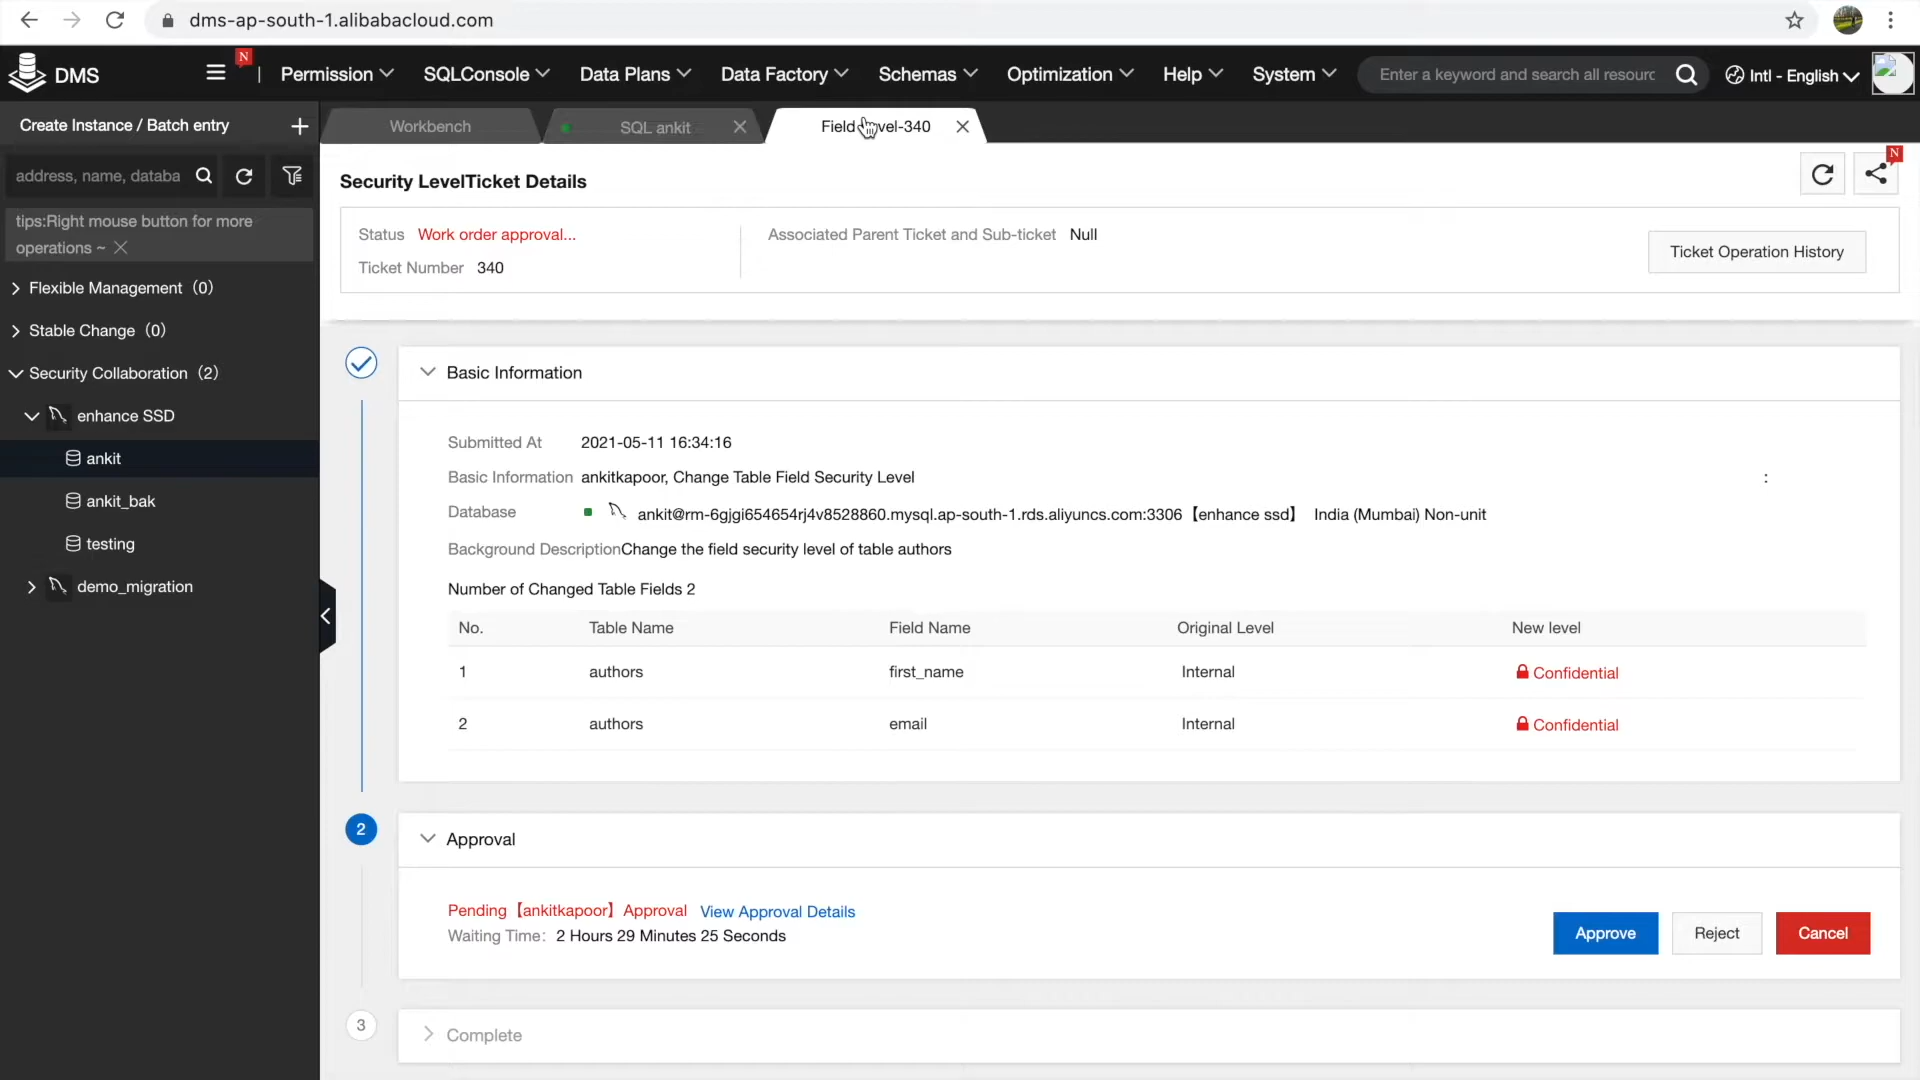 dms-ap-south-1.alibabacloud.com
DMS
N
Permission
SQLConsole
Data Plans
Data Factory
Schemas
Optimization
Help
System
Enter a keyword and search all resourc
Intl - English
Create Instance / Batch entry
Workbench
SQL ankit
Field
vel-340
address, name, databa
tips:Right mouse button for more
operations ~
Flexible Management (0)
Stable Change (0)
Security Collaboration (2)
enhance SSD
ankit
ankit_bak
testing
demo_migration
Security LevelTicket Details
N
Status Work order approval...
Associated Parent Ticket and Sub-ticket Null
Ticket Number 340
Ticket Operation History
Basic Information
Submitted At 2021-05-11 16:34:16
Basic Information ankitkapoor, Change Table Field Security Level :
Database ankit@rm-6gjgi654654rj4v8528860.mysql.ap-south-1.rds.aliyuncs.com:3306【enhance ssd】 India (Mumbai) Non-unit
Background DescriptionChange the field security level of table authors
Number of Changed Table Fields 2
No. Table Name Field Name Original Level New level
1 authors first_name Internal Confidential
2 authors email Internal Confidential
2
Approval
Pending【ankitkapoor】Approval View Approval Details
Waiting Time: 2 Hours 29 Minutes 25 Seconds
Approve
Reject
Cancel
3
Complete